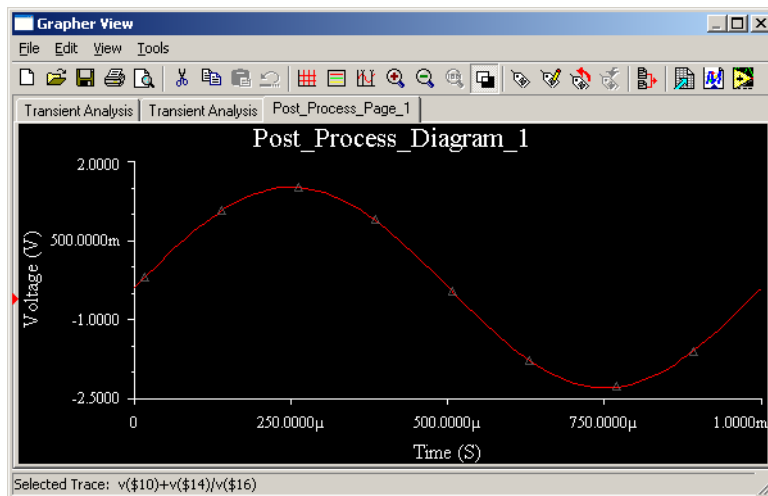 Grapher View
File Edit View Tools
Transient Analysis Transient Analysis Post_Process_Page_1
Post_Process_Diagram_1
2.0000
500.0000m
-1.0000
-2.5000
Voltage (V)
0 250.0000µ 500.0000µ 750.0000µ 1.0000m
Time (S)
Selected Trace: v($10)+v($14)/v($16)